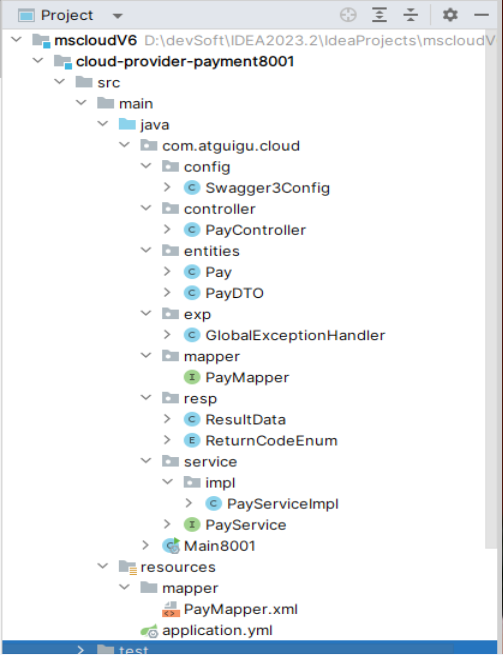 Project
mscloudV6 D:\devSoft\IDEA2023.2\IdeaProjects\mscloudV
cloud-provider-payment8001
src
main
java
com.atguigu.cloud
config
Swagger3Config
controller
PayController
entities
Pay
PayDTO
exp
GlobalExceptionHandler
mapper
PayMapper
resp
ResultData
ReturnCodeEnum
service
impl
PayServiceImpl
PayService
Main8001
resources
mapper
PayMapper.xml
application.yml
test